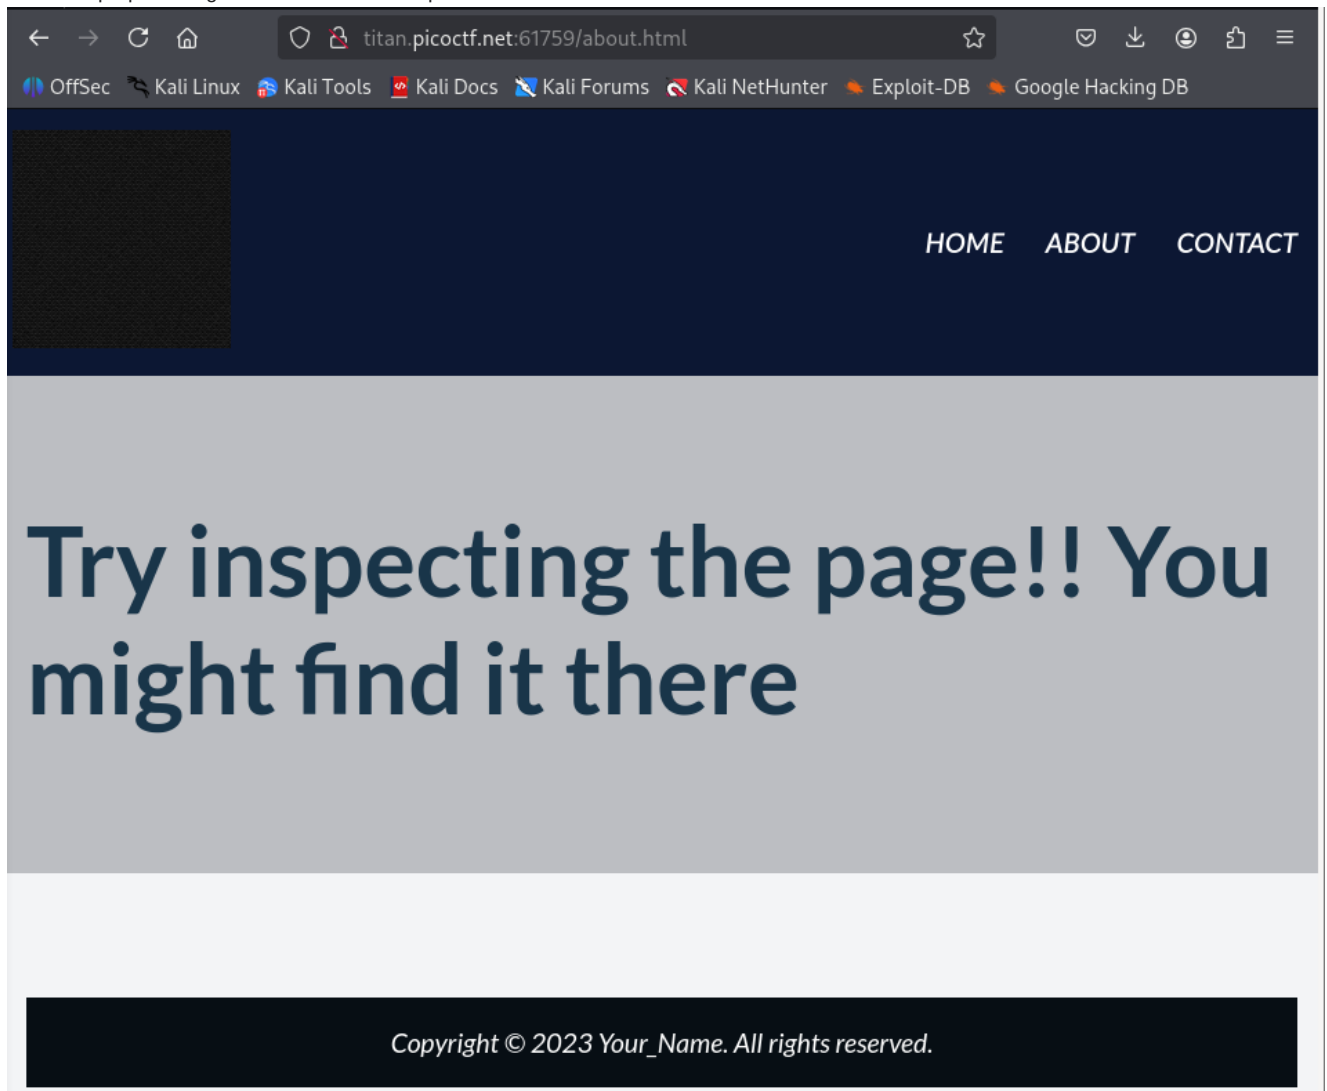 titan.picoctf.net:61759/about.html
OffSec Kali Linux Kali Tools Kali Docs Kali Forums Kali NetHunter Exploit-DB Google Hacking DB
HOME ABOUT CONTACT
Try inspecting the page!! You
might find it there
Copyright © 2023 Your_Name. All rights reserved.